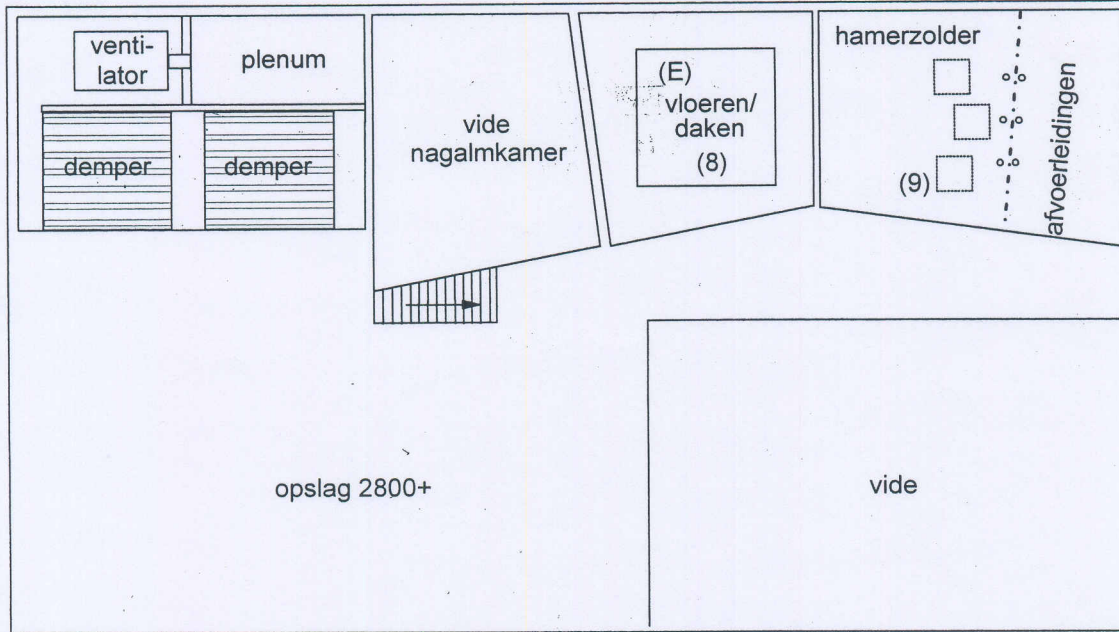 venti-
lator
plenum
demper
demper
vide
nagalmkamer
(E)
vloeren/
daken
(8)
hamerzolder
(9)
afvoerleidingen
opslag 2800+
vide